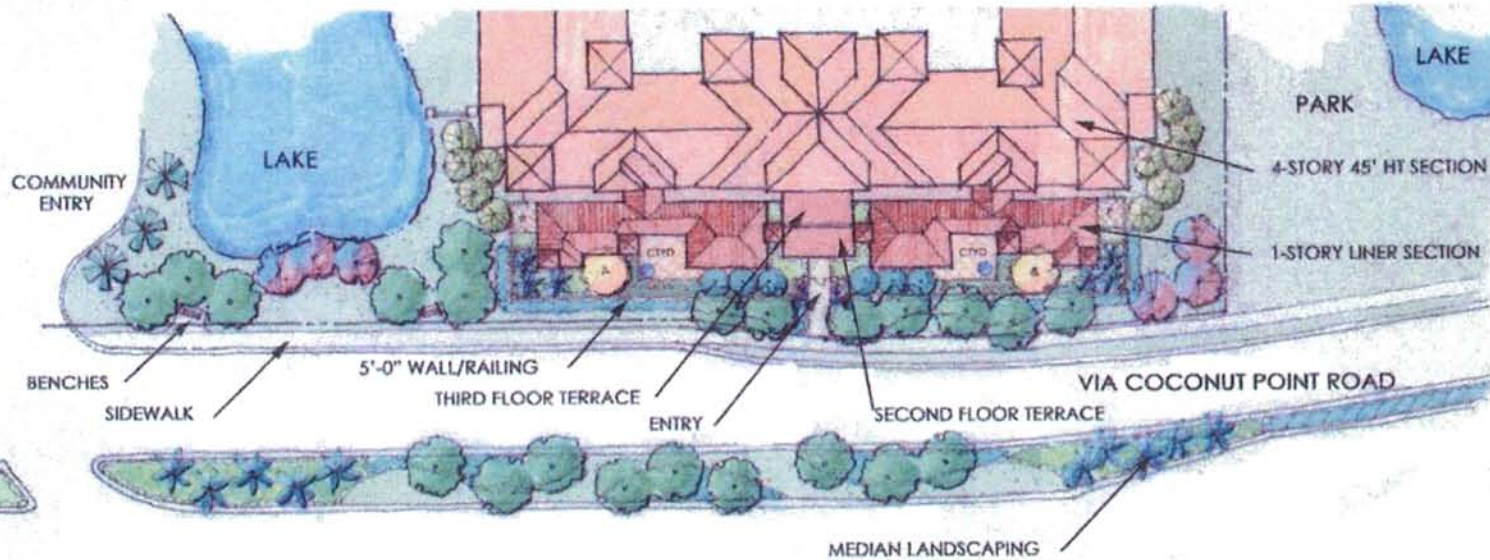 LAKE
PARK
4-STORY 45' HT SECTION
LAKE
COMMUNITY
ENTRY
CTYD
CTYD
1-STORY LINER SECTION
5'-0" WALL/RAILING
BENCHES
THIRD FLOOR TERRACE
VIA COCONUT POINT ROAD
SIDEWALK
ENTRY
SECOND FLOOR TERRACE
MEDIAN LANDSCAPING